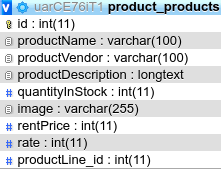 v uarCE76IT1 product_products
id : int(11)
productName : varchar(100)
productVendor : varchar(100)
productDescription : longtext
# quantityInStock : int(11)
image : varchar(255)
# rentPrice : int(11)
# rate : int(11)
# productLine_id : int(11)